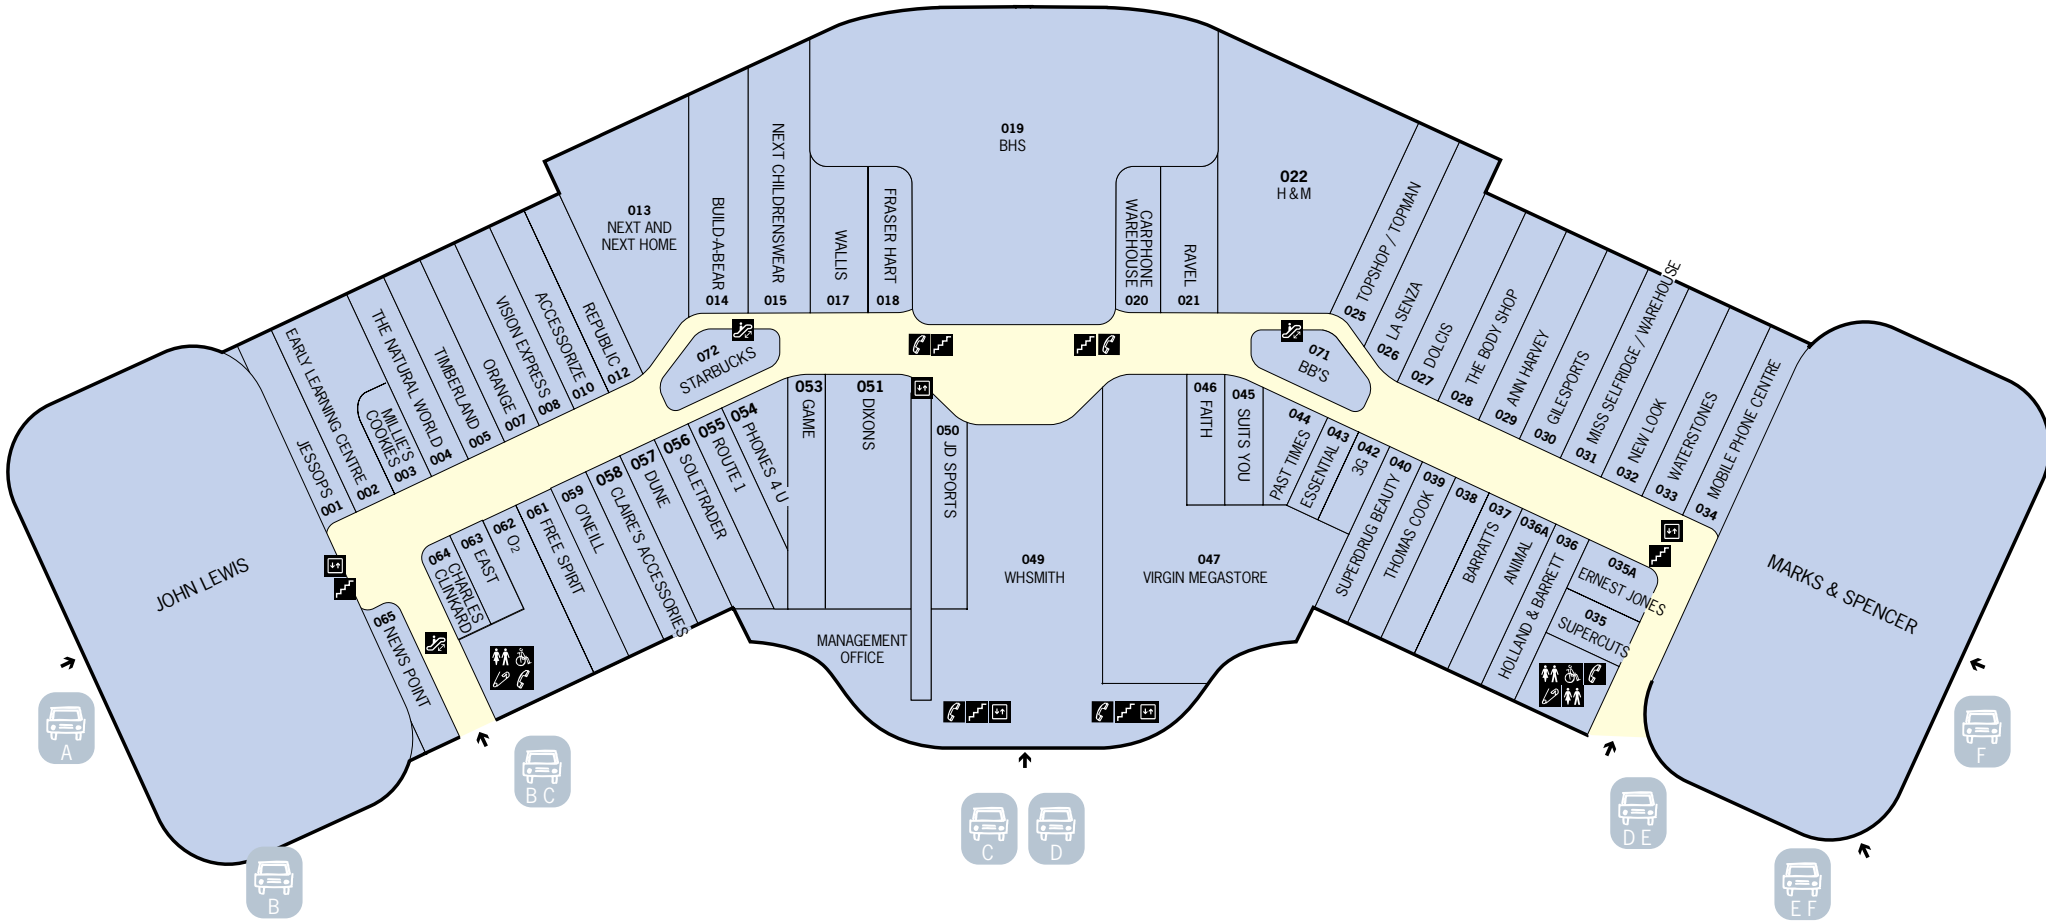 019
BHS
022
H & M
013
NEXT AND
NEXT HOME
BUILD-A-BEAR
014
NEXT CHILDRENSWEAR
015
WALLIS
017
FRASER HART
018
CARPHONE
WAREHOUSE
020
RAVEL
021
025 TOPSHOP / TOPMAN
026 LA SENZA
027 DOLCIS
028 THE BODY SHOP
029 ANN HARVEY
030 GILESPORTS
031 MISS SELFRIDGE / WAREHOUSE
032 NEW LOOK
033 WATERSTONES
034 MOBILE PHONE CENTRE
REPUBLIC 012
ACCESSORIZE 010
VISION EXPRESS 008
ORANGE 007
TIMBERLAND 005
THE NATURAL WORLD 004
MILLIE'S
COOKIES 003
EARLY LEARNING CENTRE 002
JESSOPS 001
072
STARBUCKS
071
BB'S
053 GAME
051 DIXONS
050 JD SPORTS
054 PHONES 4 U
055 ROUTE 1
056 SOLETRADER
057 DUNE
058 CLAIRE'S ACCESSORIES
059 O'NEILL
061 FREE SPIRIT
062 O2
063 EAST
064 CHARLES
CLINKARD
065 NEWS POINT
046 FAITH
045 SUITS YOU
044 PAST TIMES
043 ESSENTIAL
042 3G
040 SUPERDRUG BEAUTY
039 THOMAS COOK
038
037 BARRATTS
036A ANIMAL
036 HOLLAND & BARRETT
035A
ERNEST JONES
035
SUPERCUTS
049
WHSMITH
047
VIRGIN MEGASTORE
MANAGEMENT
OFFICE
JOHN LEWIS
MARKS & SPENCER
A
B
B C
C
D
D E
E F
F